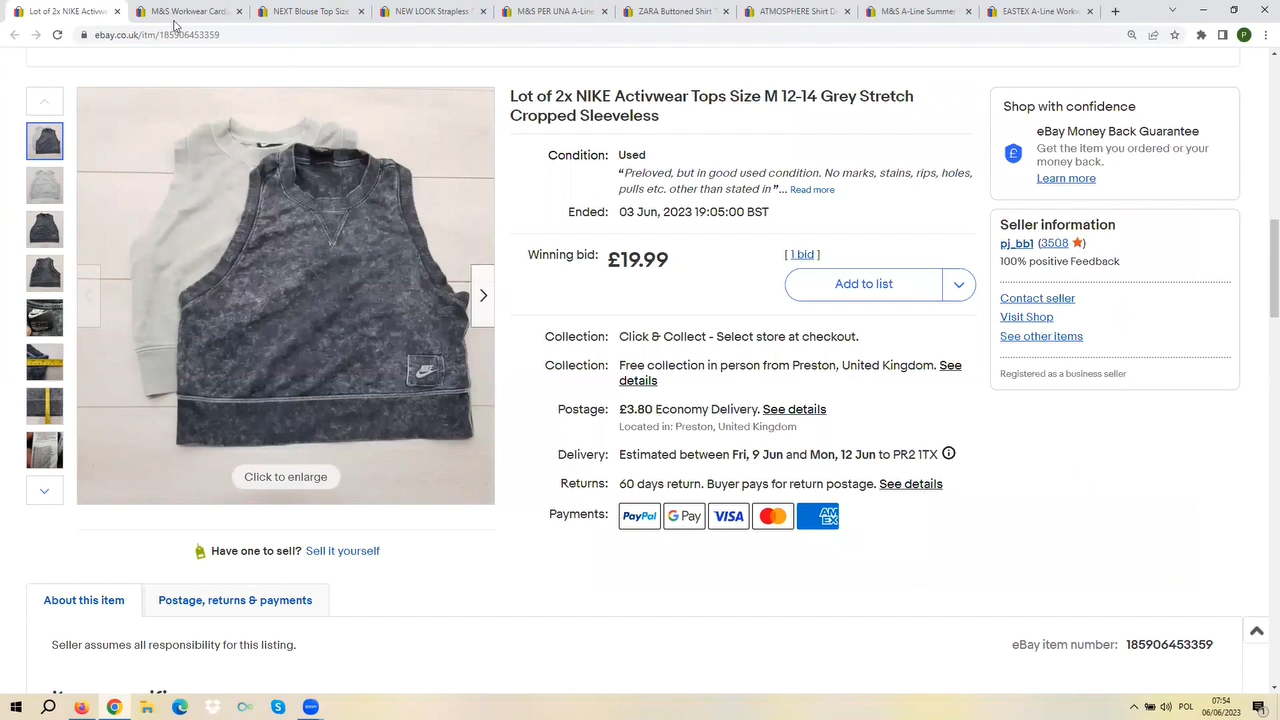 Lot of 2x NIKE Activw
M&S Workwear Card
NEXT Blouse Top Size
NEW LOOK Strapless
M&S PER UNA A-Line
ZARA Buttoned Shirt
ATMOSPHERE Shirt D
M&S A-Line Summer
EASTEX A-Line Work
ebay.co.uk/itm/185906453359
P
Lot of 2x NIKE Activwear Tops Size M 12-14 Grey Stretch
Cropped Sleeveless
Condition: Used
“Preloved, but in good used condition. No marks, stains, rips, holes,
pulls etc. other than stated in”... Read more
Ended: 03 Jun, 2023 19:05:00 BST
Winning bid: £19.99 [ 1 bid ]
Add to list
Collection: Click & Collect - Select store at checkout.
Collection: Free collection in person from Preston, United Kingdom. See
details
Postage: £3.80 Economy Delivery. See details
Located in: Preston, United Kingdom
Delivery: Estimated between Fri, 9 Jun and Mon, 12 Jun to PR2 1TX
Returns: 60 days return. Buyer pays for return postage. See details
Payments: PayPal G Pay VISA AM EX
Click to enlarge
Have one to sell? Sell it yourself
Shop with confidence
eBay Money Back Guarantee
Get the item you ordered or your
money back.
Learn more
Seller information
pj_bb1 (3508 )
100% positive Feedback
Contact seller
Visit Shop
See other items
Registered as a business seller
About this item
Postage, returns & payments
Seller assumes all responsibility for this listing.
eBay item number: 185906453359
zoom
POL
07:54
06/06/2023